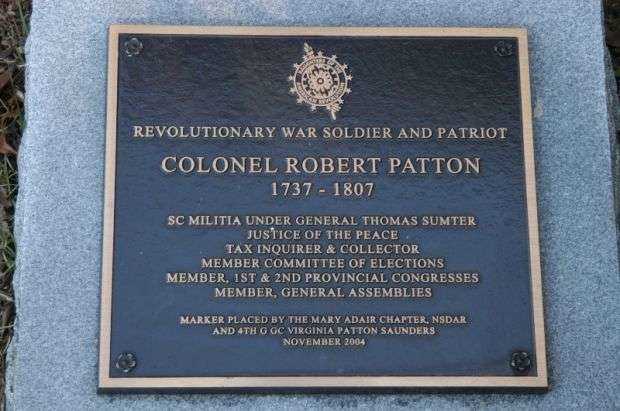 REVOLUTIONARY WAR SOLDIER AND PATRIOT
COLONEL ROBERT PATTON
1737 - 1807
SC MILITIA UNDER GENERAL THOMAS SUMTER
JUSTICE OF THE PEACE
TAX INQUIRER & COLLECTOR
MEMBER COMMITTEE OF ELECTIONS
MEMBER, 1ST & 2ND PROVINCIAL CONGRESSES
MEMBER, GENERAL ASSEMBLIES
MARKER PLACED BY THE MARY ADAIR CHAPTER, NSDAR
AND 4TH G GC VIRGINIA PATTON SAUNDERS
NOVEMBER 2004